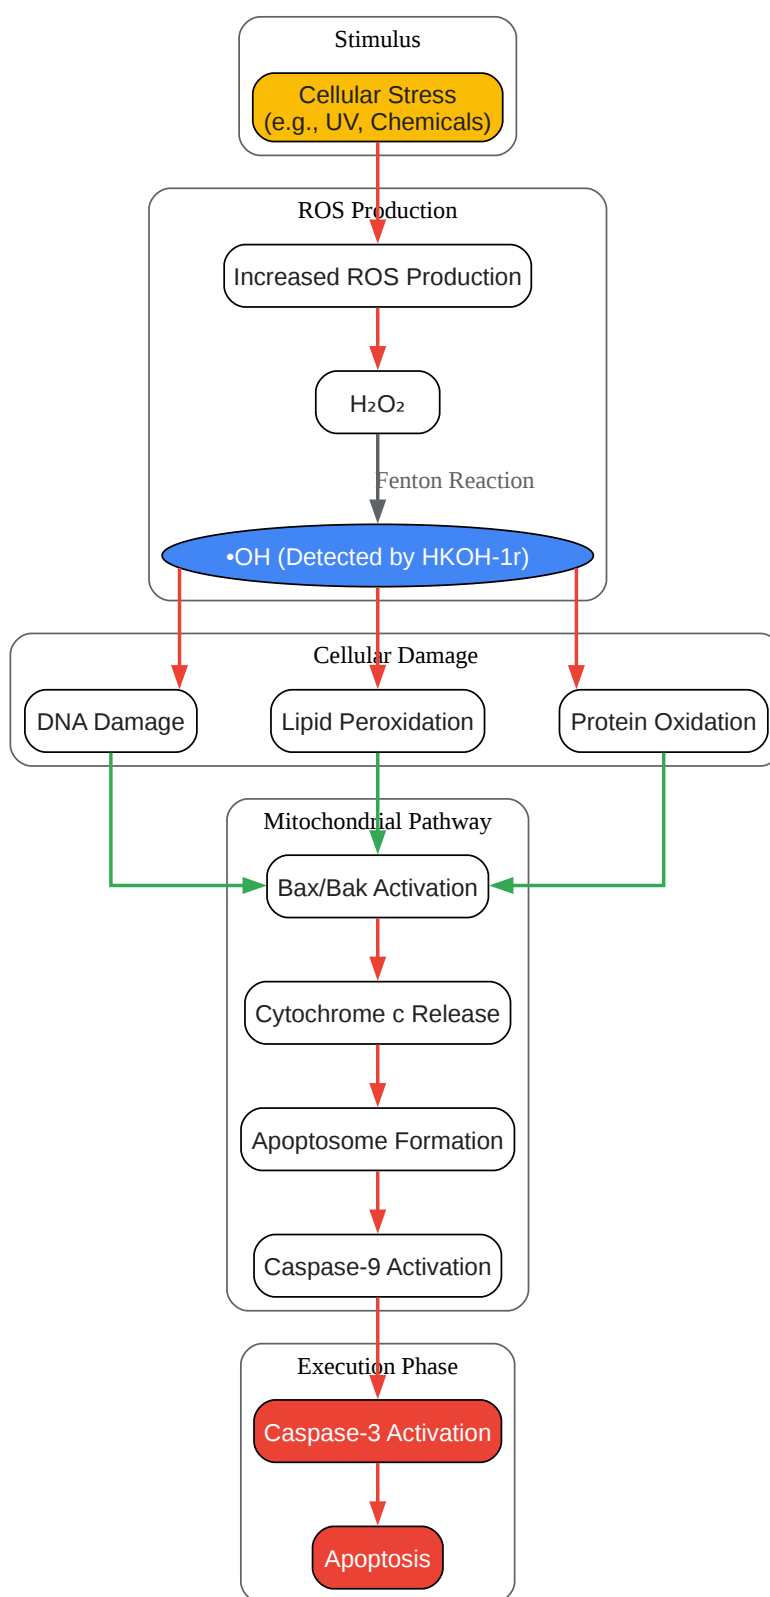 Stimulus
Cellular Stress
(e.g., UV, Chemicals)
ROS Production
Increased ROS Production
H₂O₂
Fenton Reaction
•OH (Detected by HKOH-1r)
Cellular Damage
DNA Damage
Lipid Peroxidation
Protein Oxidation
Mitochondrial Pathway
Bax/Bak Activation
Cytochrome c Release
Apoptosome Formation
Caspase-9 Activation
Execution Phase
Caspase-3 Activation
Apoptosis